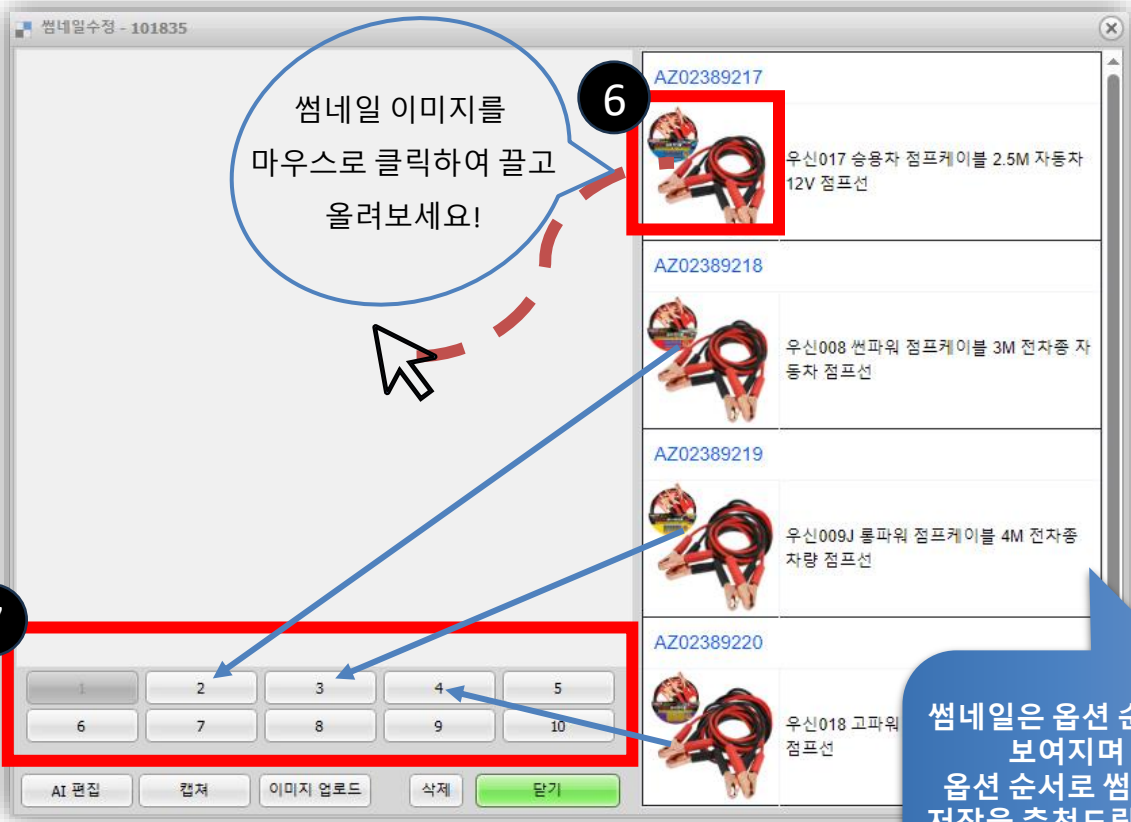 썸네일수정 - 101835
썸네일 이미지를
마우스로 클릭하여 끌고
올려보세요!
6
AZ02389217
우신017 승용차 점프케이블 2.5M 자동차
12V 점프선
AZ02389218
우신008 썬파워 점프케이블 3M 전차종 자
동차 점프선
AZ02389219
우신009J 롱파워 점프케이블 4M 전차종
차량 점프선
AZ02389220
우신018 고파워
점프선
1 2 3 4 5
6 7 8 9 10
AI 편집 캡쳐 이미지 업로드 삭제 닫기
썸네일은 옵션
보여지며
옵션 순서로
저장을